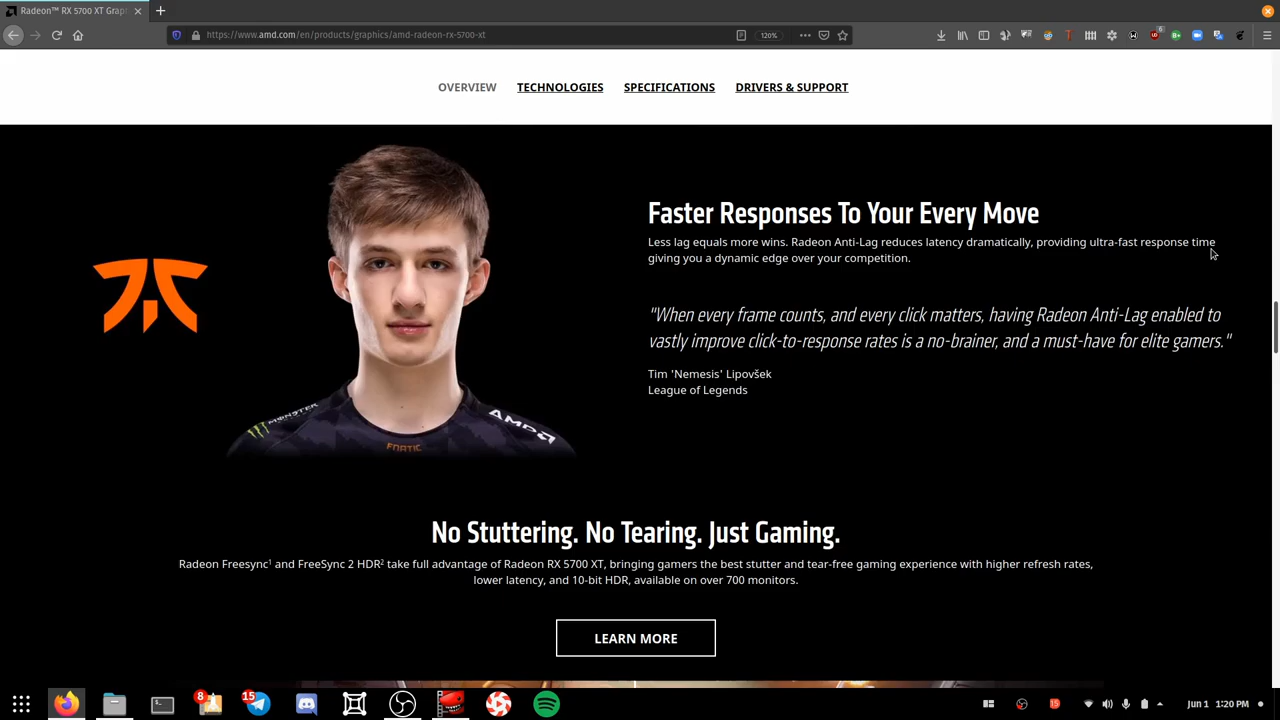 Radeon™ RX 5700 XT Grap
https://www.amd.com/en/products/graphics/amd-radeon-rx-5700-xt
120%
OVERVIEW TECHNOLOGIES SPECIFICATIONS DRIVERS & SUPPORT
Faster Responses To Your Every Move
Less lag equals more wins. Radeon Anti-Lag reduces latency dramatically, providing ultra-fast response time
giving you a dynamic edge over your competition.
"When every frame counts, and every click matters, having Radeon Anti-Lag enabled to
vastly improve click-to-response rates is a no-brainer, and a must-have for elite gamers."
Tim 'Nemesis' Lipovšek
League of Legends
MONSTER
AMD
FNATIC
No Stuttering. No Tearing. Just Gaming.
Radeon Freesync¹ and FreeSync 2 HDR² take full advantage of Radeon RX 5700 XT, bringing gamers the best stutter and tear-free gaming experience with higher refresh rates,
lower latency, and 10-bit HDR, available on over 700 monitors.
LEARN MORE
8
15
15
Jun 1 1:20 PM